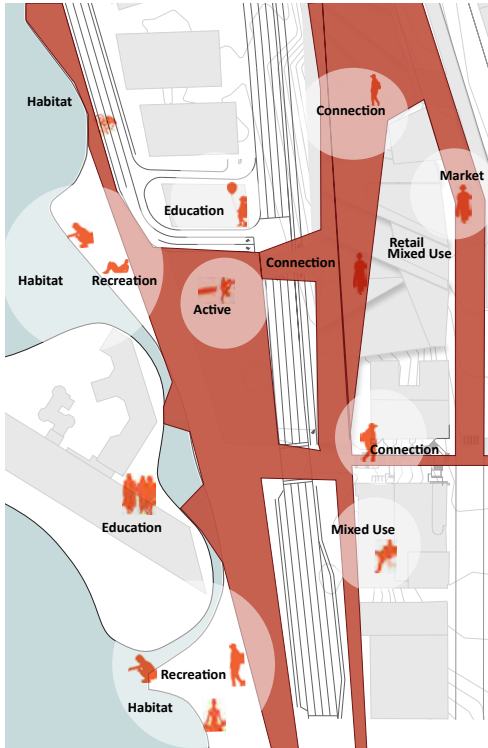 Habitat
Connection
Market
Education
Retail
Mixed Use
Connection
Habitat
Recreation
Active
Connection
Education
Mixed Use
Recreation
Habitat